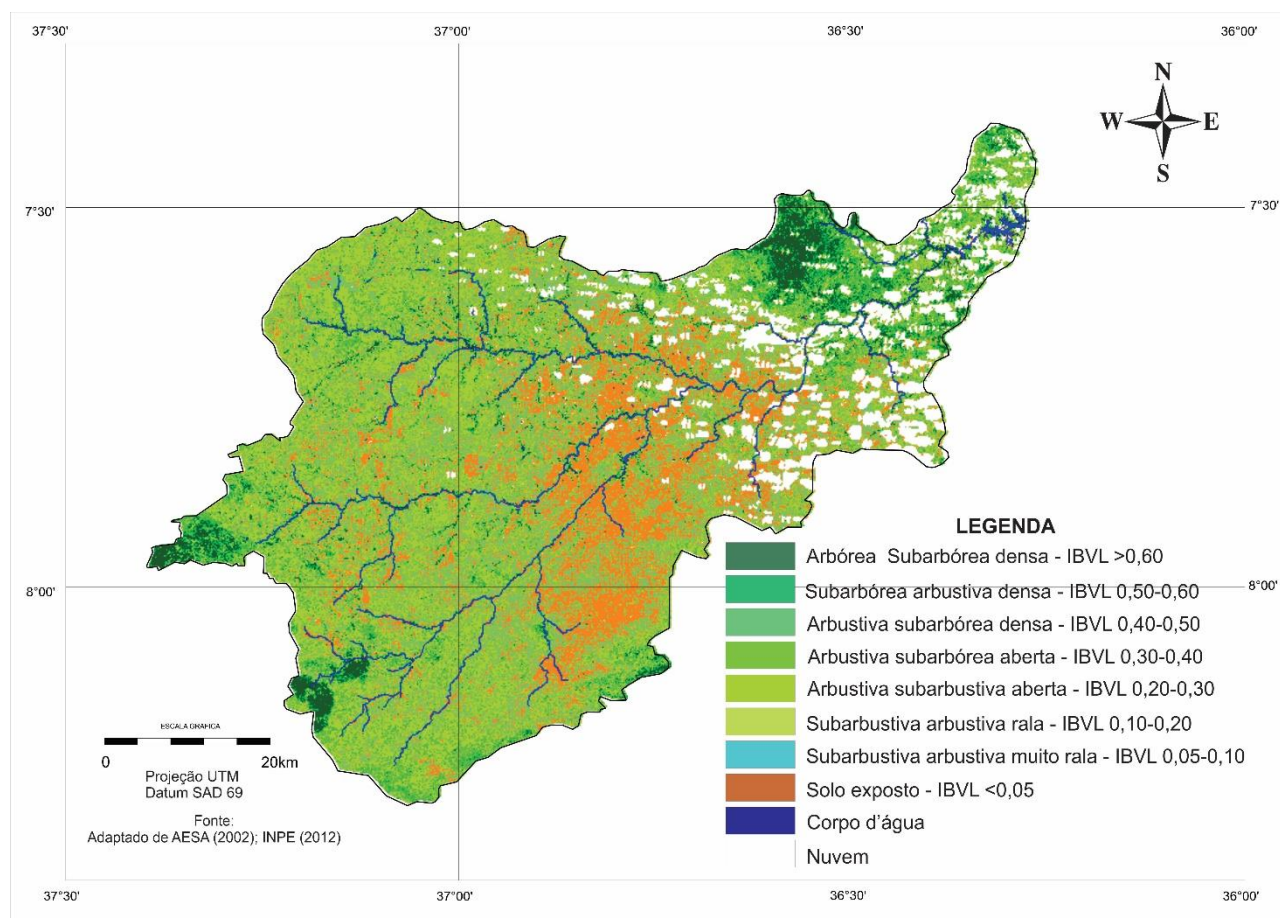 37°30'
37°00'
36°30'
36°00'
N
W
E
S
7°30'
7°30'
LEGENDA
Arbórea Subarbórea densa - IBVL >0,60
Subarbórea arbustiva densa - IBVL 0,50-0,60
Arbustiva subarbórea densa - IBVL 0,40-0,50
Arbustiva subarbórea aberta - IBVL 0,30-0,40
Arbustiva subarbustiva aberta - IBVL 0,20-0,30
Subarbustiva arbustiva rala - IBVL 0,10-0,20
Subarbustiva arbustiva muito rala - IBVL 0,05-0,10
Solo exposto - IBVL <0,05
Corpo d'água
Nuvem
8°00'
8°00'
ESCALA GRAFICA
0
20km
Projeção UTM
Datum SAD 69
Fonte:
Adaptado de AESA (2002); INPE (2012)
37°30'
37°00'
36°30'
36°00'